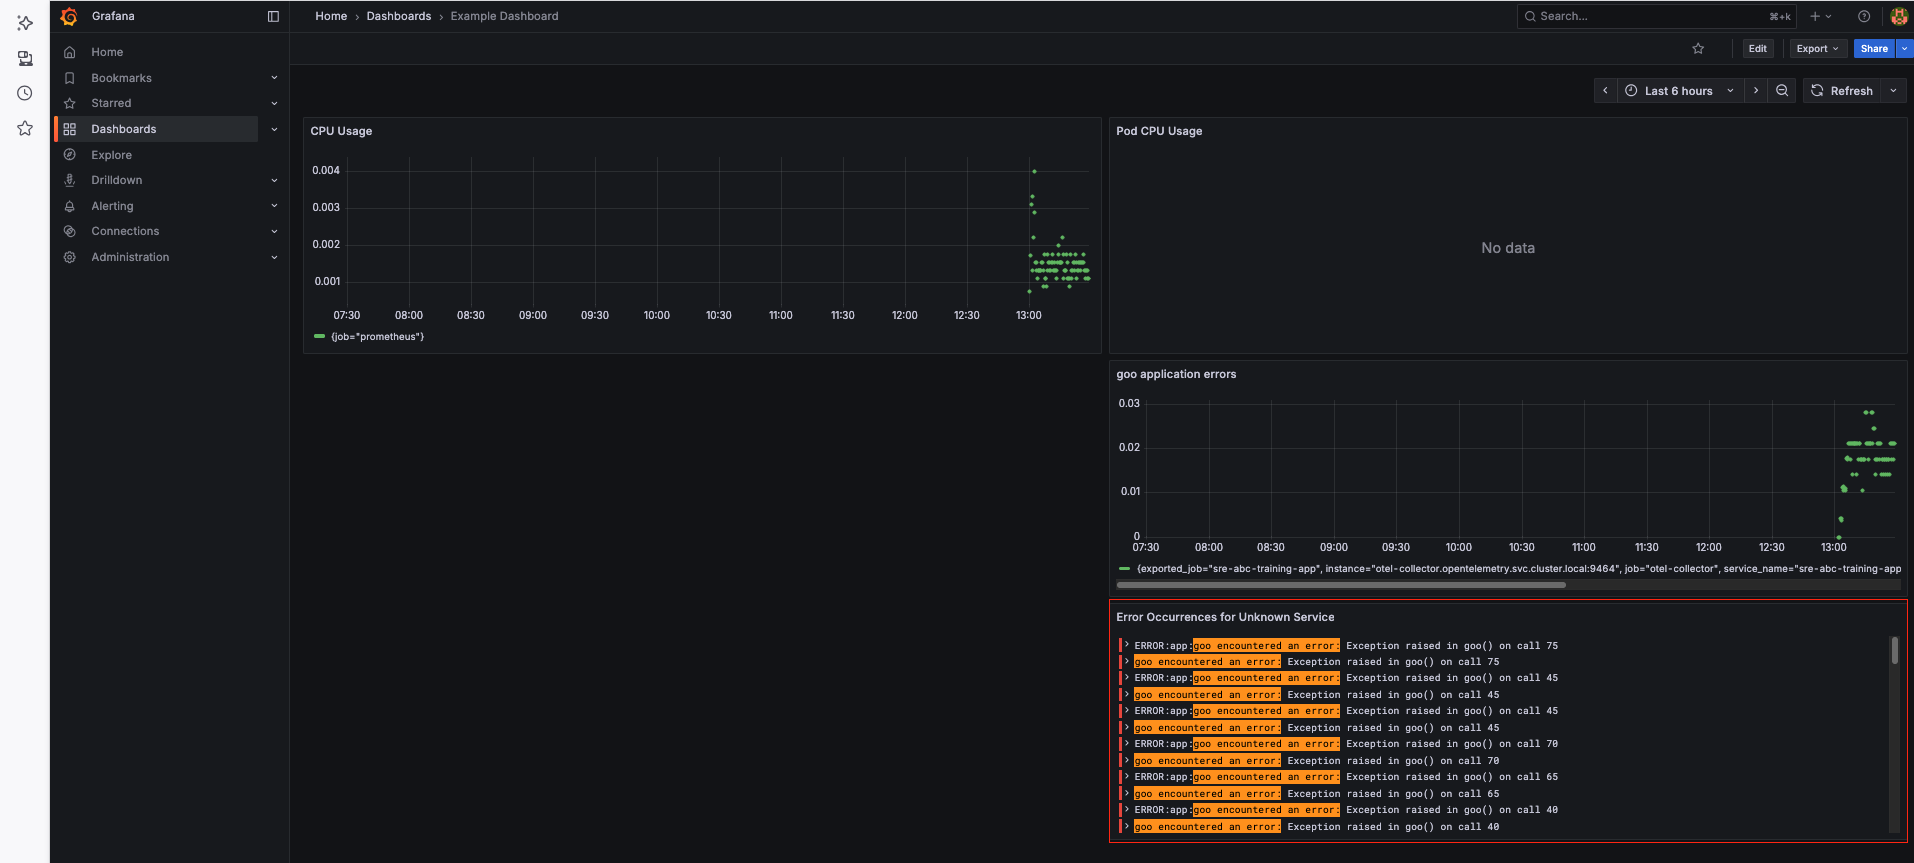 Grafana
Home › Dashboards › Example Dashboard
Search...
⌘+k
Edit
Export
Share
Home
Bookmarks
Starred
Dashboards
Explore
Drilldown
Alerting
Connections
Administration
Last 6 hours
Refresh
CPU Usage
0.004
0.003
0.002
0.001
07:30 08:00 08:30 09:00 09:30 10:00 10:30 11:00 11:30 12:00 12:30 13:00
{job="prometheus"}
Pod CPU Usage
No data
goo application errors
0.03
0.02
0.01
0
07:30 08:00 08:30 09:00 09:30 10:00 10:30 11:00 11:30 12:00 12:30 13:00
{exported_job="sre-abc-training-app", instance="otel-collector.opentelemetry.svc.cluster.local:9464", job="otel-collector", service_name="sre-abc-training-app
Error Occurrences for Unknown Service
ERROR:app:goo encountered an error: Exception raised in goo() on call 75
goo encountered an error: Exception raised in goo() on call 75
ERROR:app:goo encountered an error: Exception raised in goo() on call 45
goo encountered an error: Exception raised in goo() on call 45
ERROR:app:goo encountered an error: Exception raised in goo() on call 45
goo encountered an error: Exception raised in goo() on call 45
ERROR:app:goo encountered an error: Exception raised in goo() on call 70
goo encountered an error: Exception raised in goo() on call 70
ERROR:app:goo encountered an error: Exception raised in goo() on call 65
goo encountered an error: Exception raised in goo() on call 65
ERROR:app:goo encountered an error: Exception raised in goo() on call 40
goo encountered an error: Exception raised in goo() on call 40